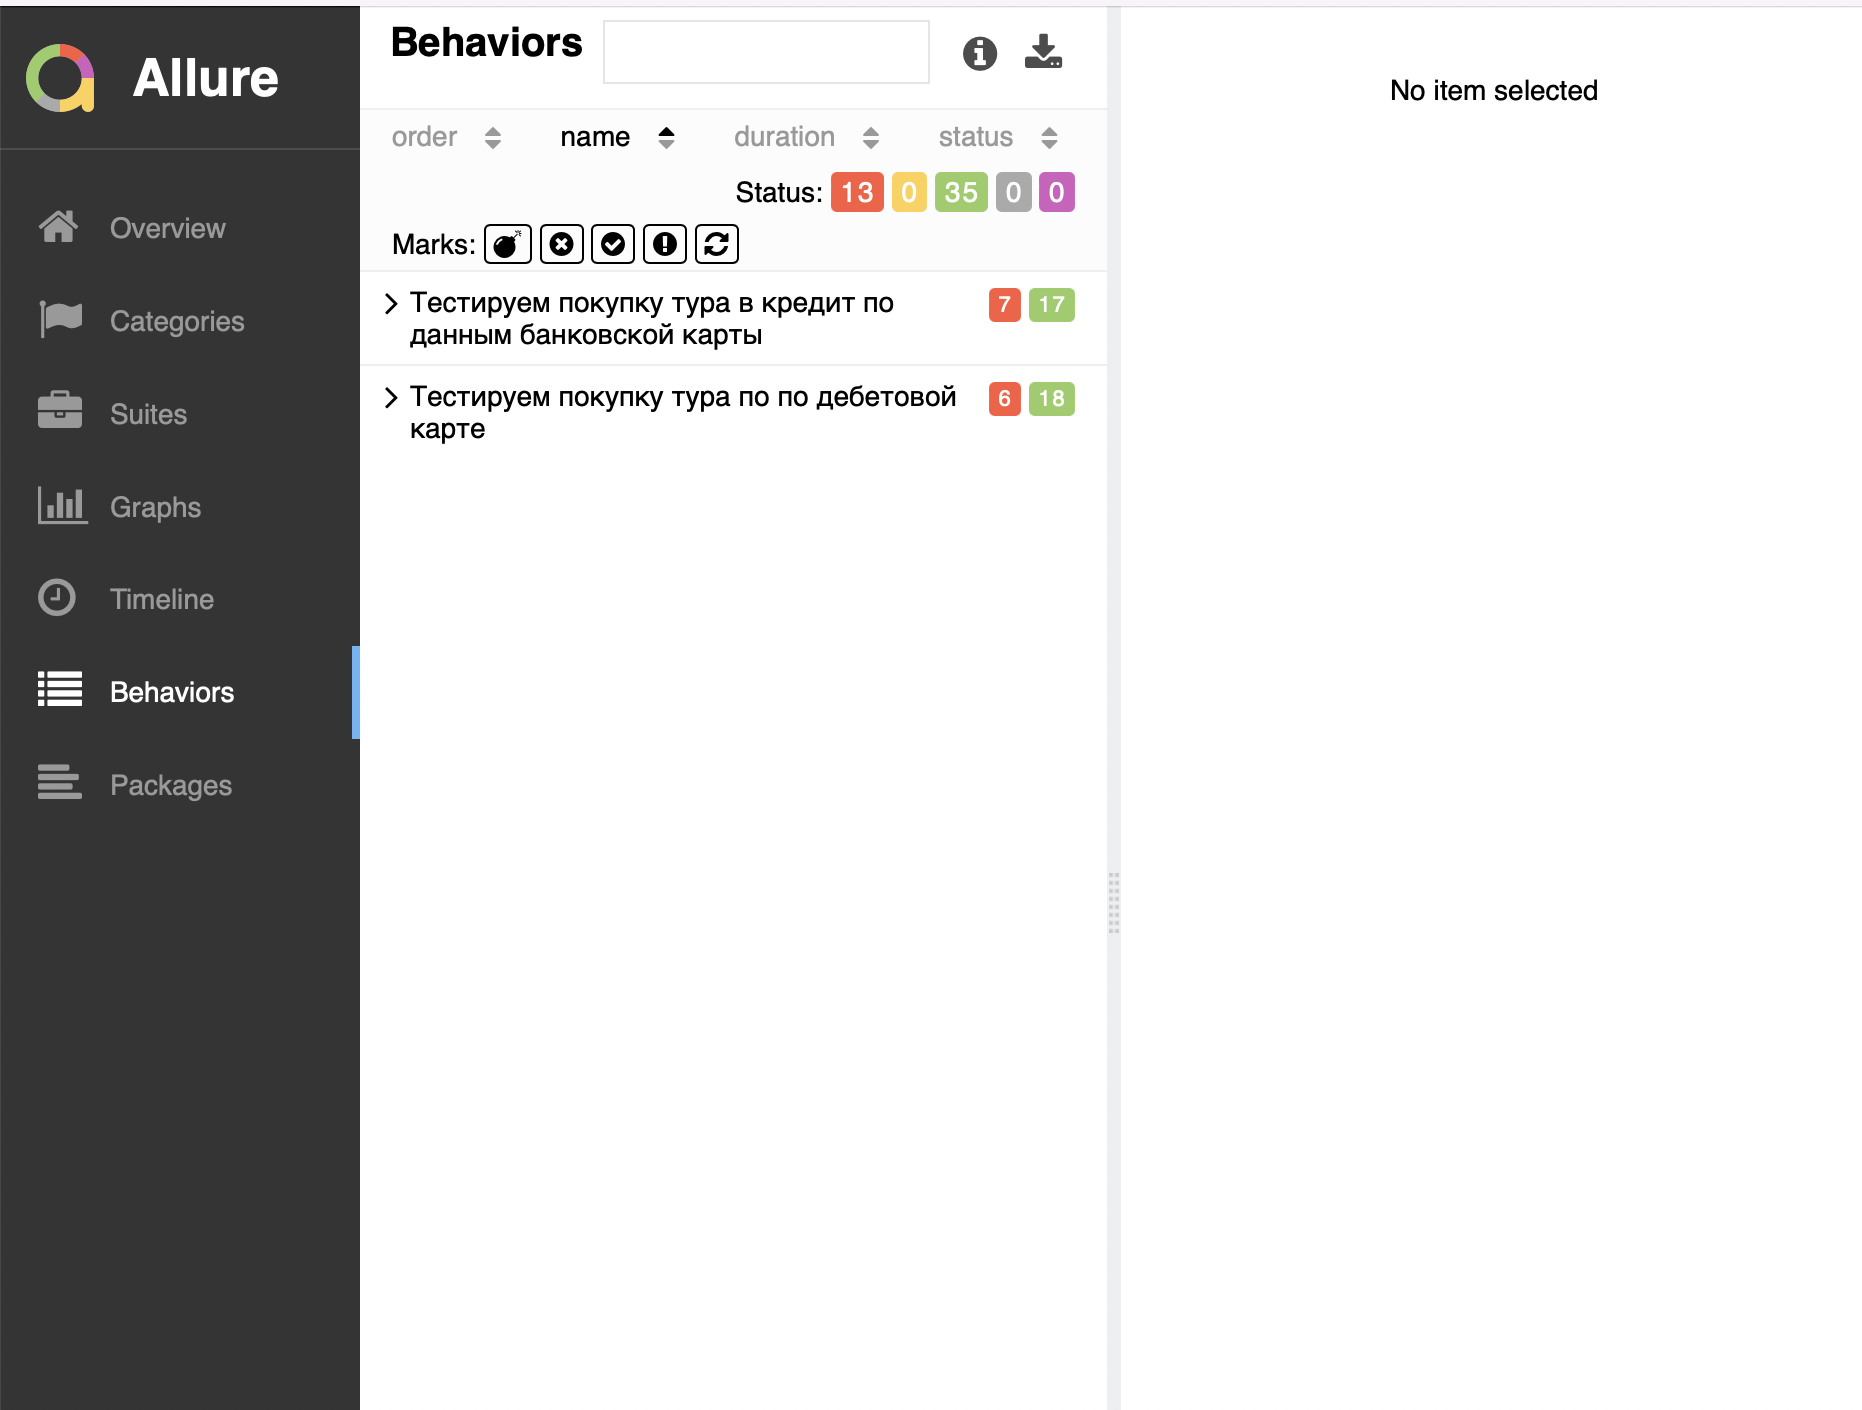 Allure
Overview
Categories
Suites
Graphs
Timeline
Behaviors
Packages
Behaviors
order name duration status
Status: 13 0 35 0 0
Marks:
Тестируем покупку тура в кредит по 7 17
данным банковской карты
Тестируем покупку тура по по дебетовой 6 18
карте
No item selected